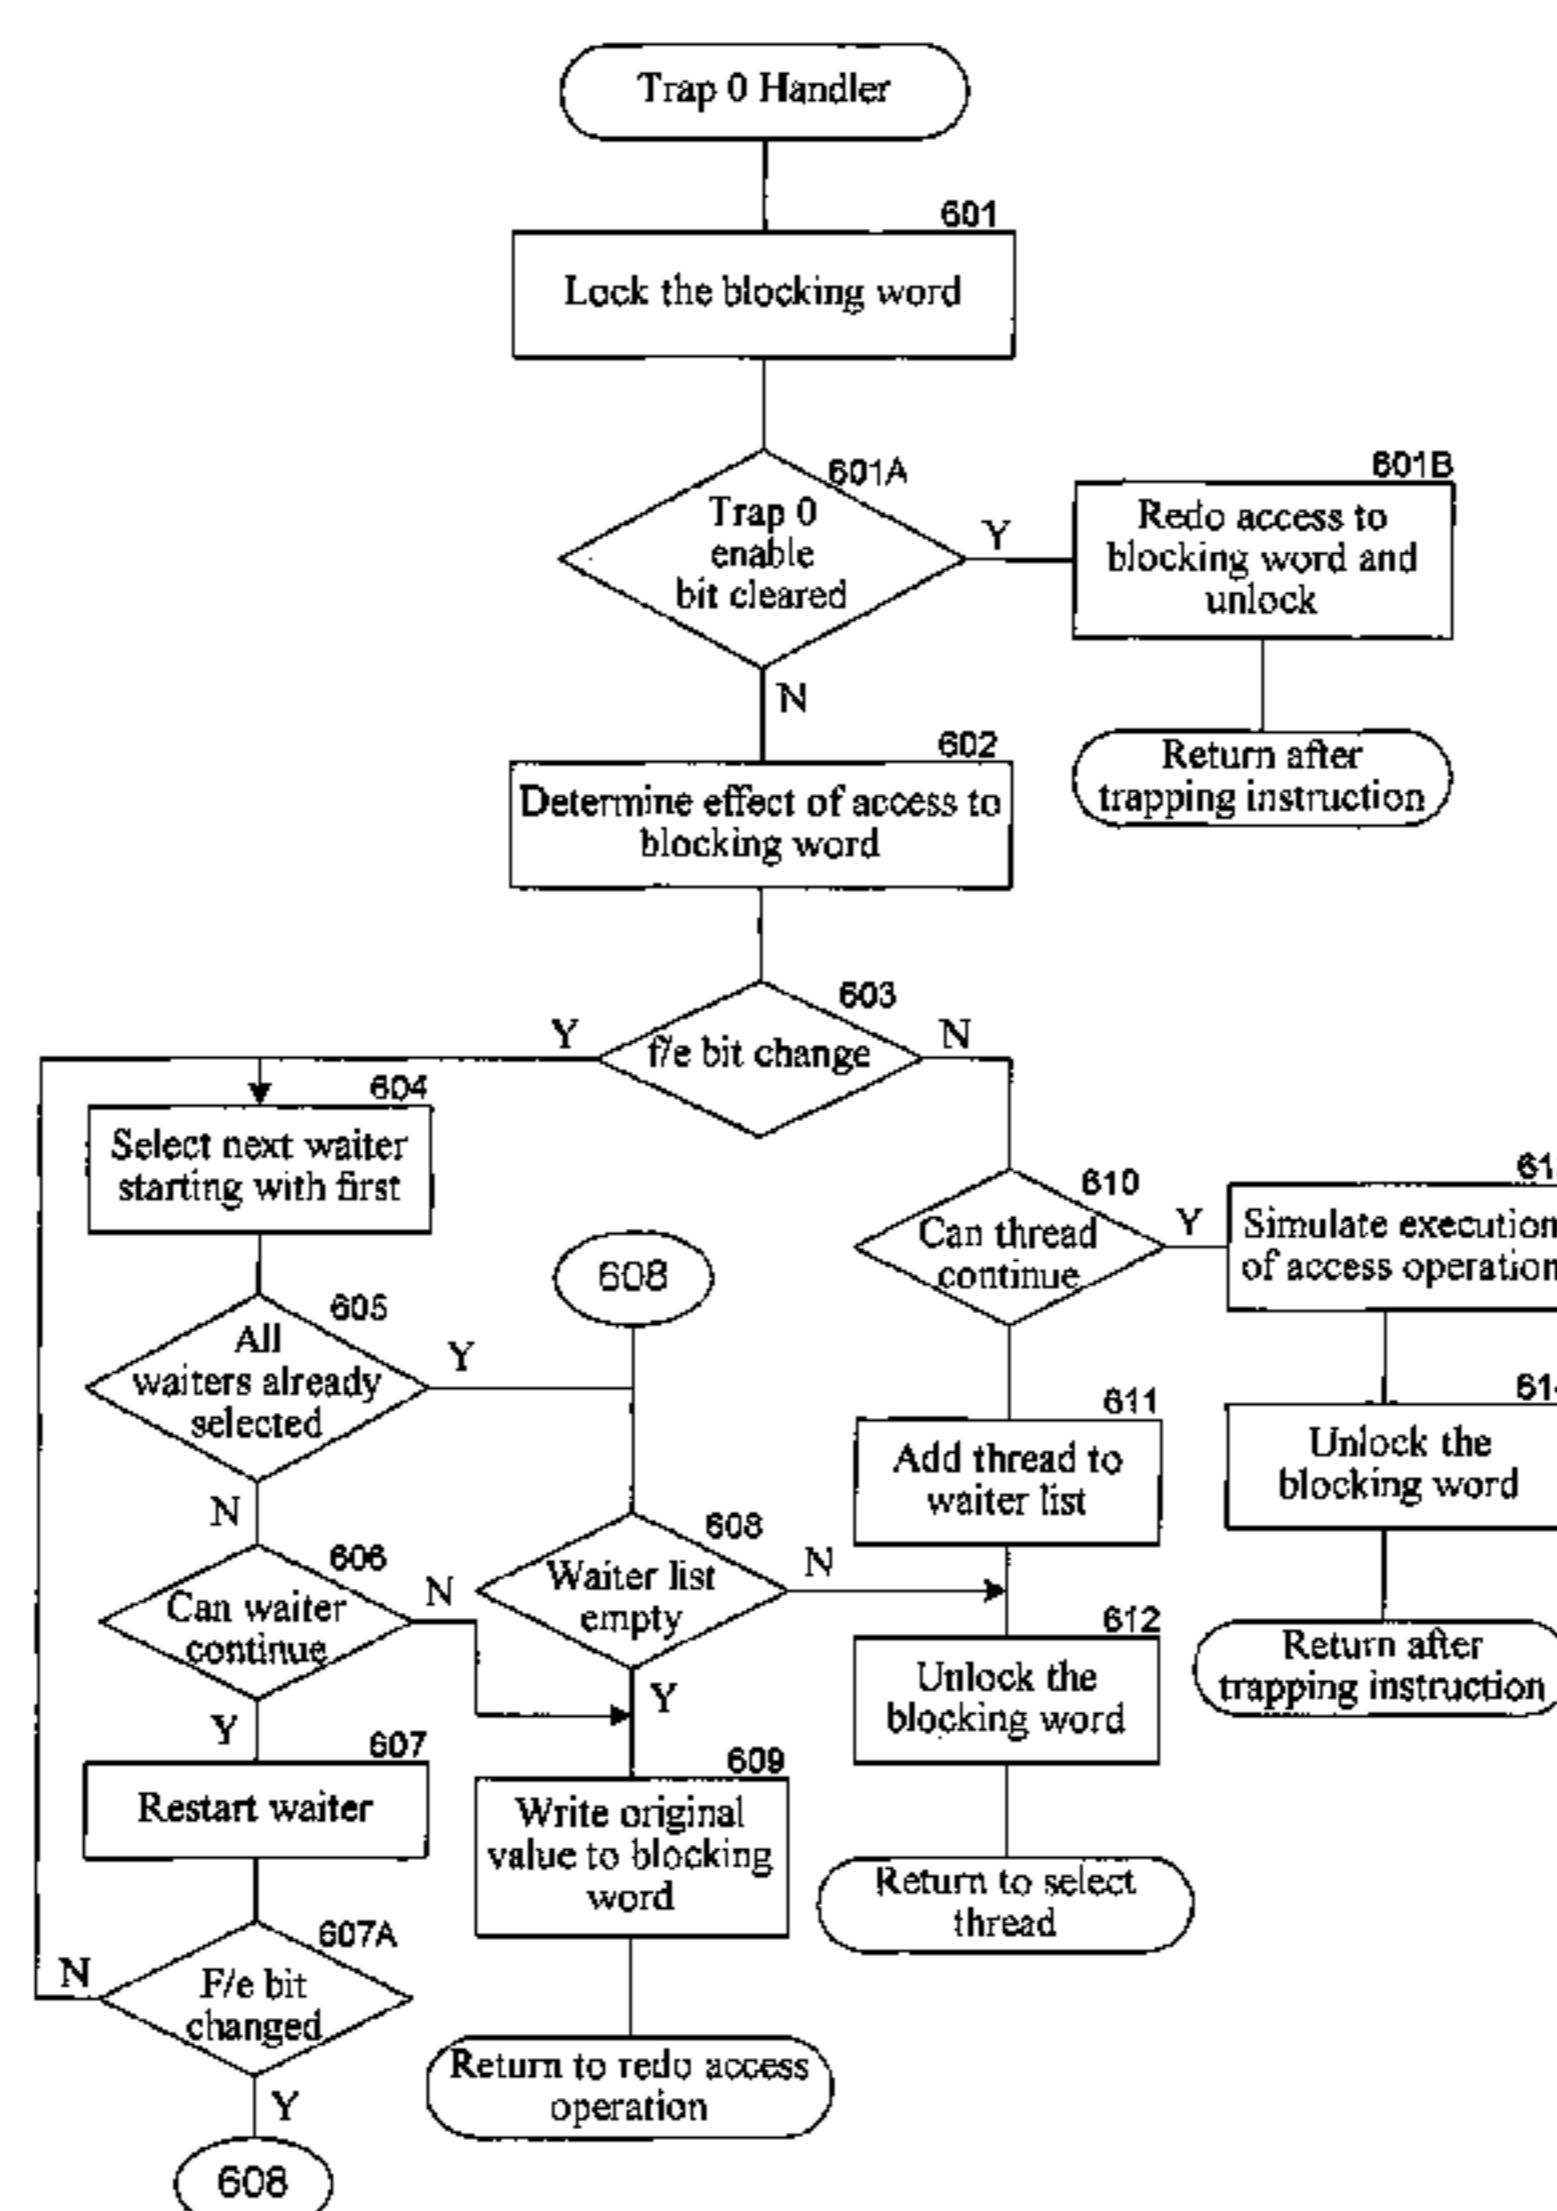 Trap 0 Handler
601
Lock the blocking word
601A
Trap 0
enable
bit cleared
Y
N
601B
Redo access to
blocking word and
unlock
Return after
trapping instruction
602
Determine effect of access to
blocking word
603
f/e bit change
Y
N
604
Select next waiter
starting with first
605
All
waiters already
selected
Y
N
606
Can waiter
continue
N
Y
607
Restart waiter
607A
F/e bit
changed
N
Y
608
608
608
Waiter list
empty
N
Y
609
Write original
value to blocking
word
Return to redo access
operation
610
Can thread
continue
Y
611
Add thread to
waiter list
612
Unlock the
blocking word
Return to select
thread
Simulate execution
of access operation
Unlock the
blocking word
Return after
trapping instruction